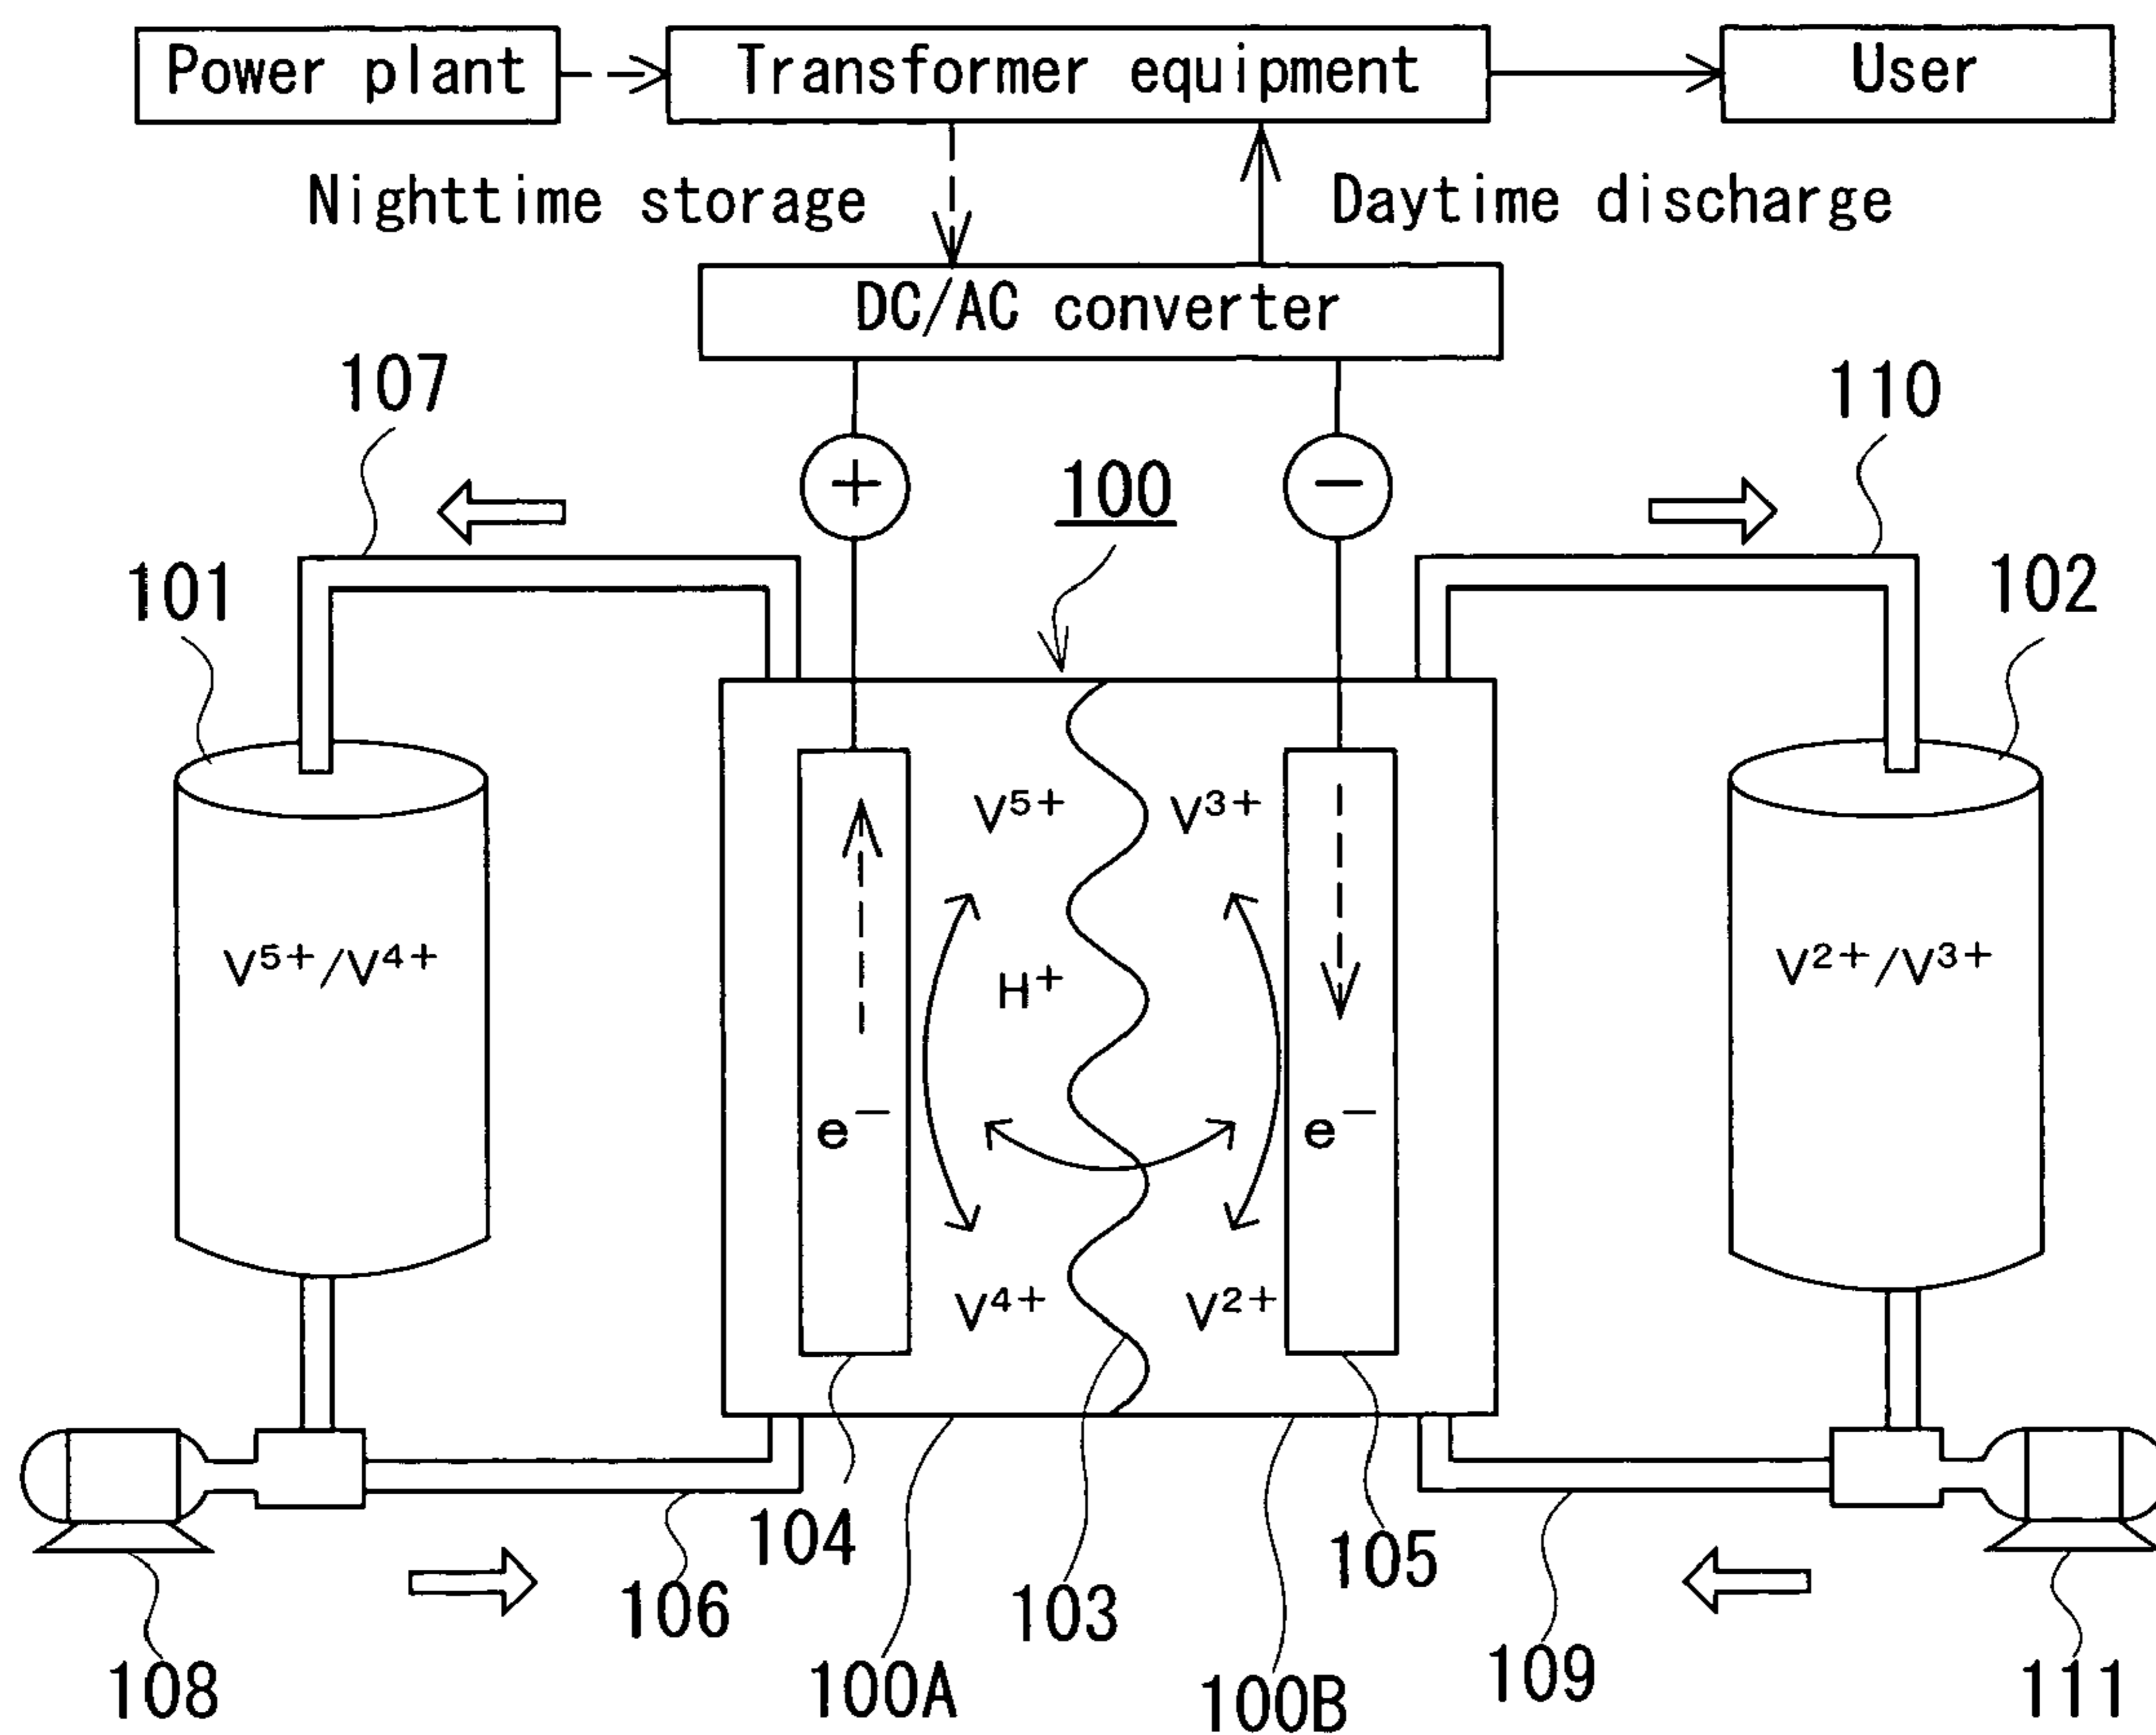 Power plant
Transformer equipment
User
Nighttime storage
Daytime discharge
DC/AC converter
107
110
+
100
−
101
102
V⁵⁺
V³⁺
V⁵⁺/V⁴⁺
H⁺
V²⁺/V³⁺
e⁻
e⁻
V⁴⁺
V²⁺
104
105
106
103
109
108
100A
100B
111